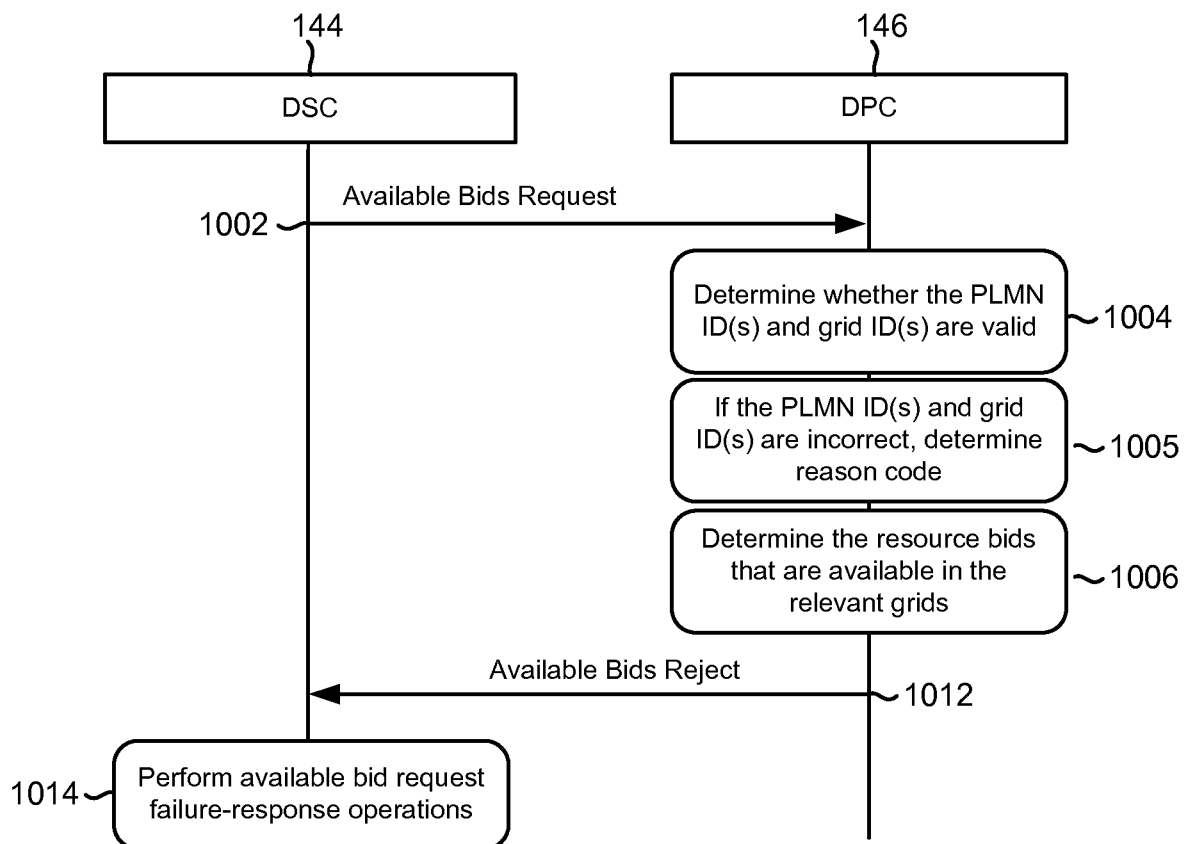 144
146
DSC
DPC
Available Bids Request
1002
Determine whether the PLMN
ID(s) and grid ID(s) are valid
1004
If the PLMN ID(s) and grid
ID(s) are incorrect, determine
reason code
1005
Determine the resource bids
that are available in the
relevant grids
1006
Available Bids Reject
1012
Perform available bid request
failure-response operations
1014